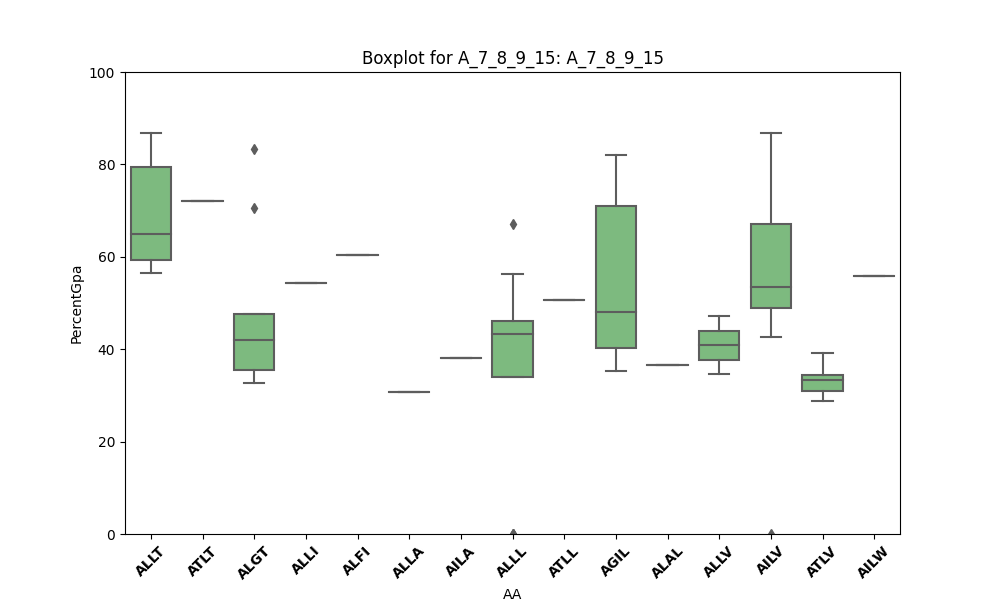 Boxplot for A_7_8_9_15: A_7_8_9_15
PercentGpa
100
80
60
40
20
0
ALLT ATLT ALGT ALLI ALFI ALLA AILA ALLL ATLL AGIL ALAL ALLV AILV ATLV AILW
AA